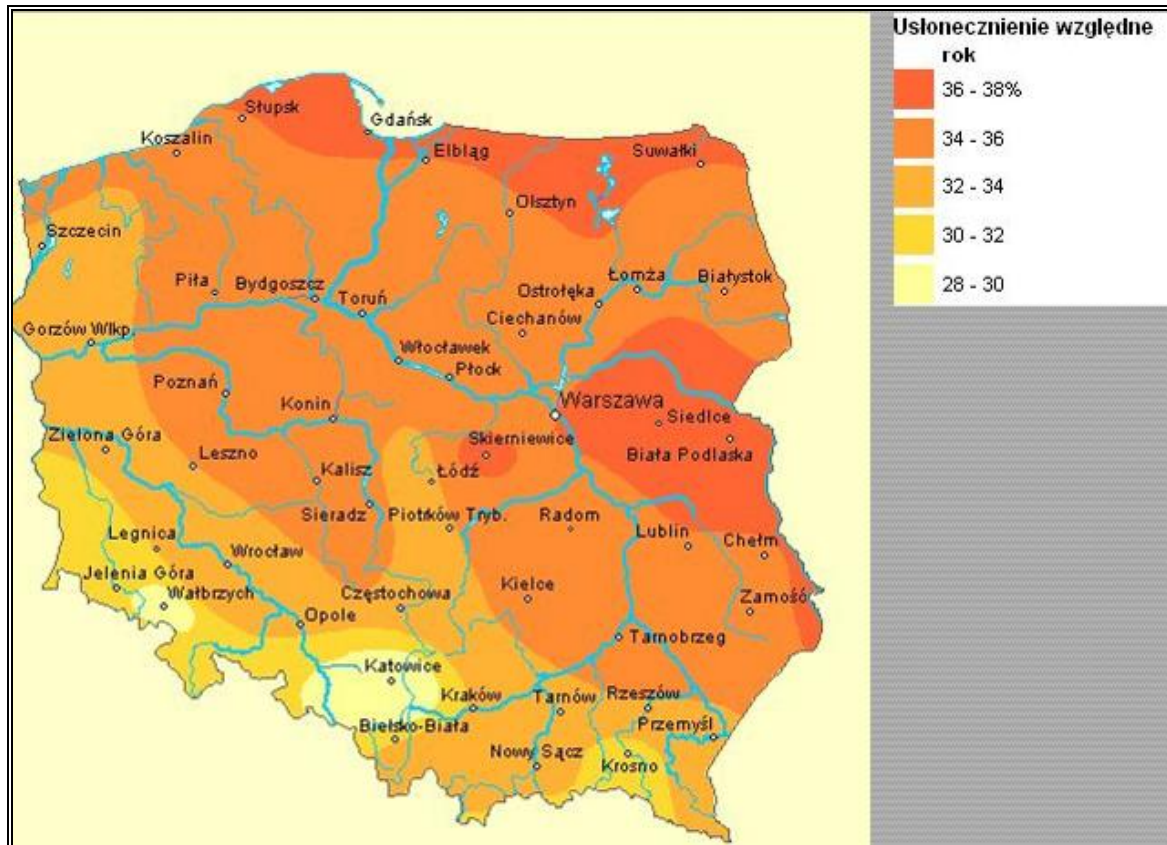 Usłonecznienie względne
rok
36 - 38%
34 - 36
32 - 34
30 - 32
28 - 30
Słupsk
Gdańsk
Koszalin
Elbląg
Suwałki
Olsztyn
Szczecin
Piła
Bydgoszcz
Toruń
Ostrołęka
Łomża
Białystok
Ciechanów
Gorzów Wlkp.
Włocławek
Płock
Poznań
Konin
Warszawa
Siedlce
Skierniewice
Biała Podlaska
Zielona Góra
Leszno
Kalisz
Łódź
Sieradz
Piotrków Tryb.
Radom
Lublin
Chełm
Legnica
Wrocław
Jelenia Góra
Wałbrzych
Częstochowa
Kielce
Zamość
Opole
Tarnobrzeg
Katowice
Kraków
Tarnów
Rzeszów
Bielsko-Biała
Przemyśl
Nowy Sącz
Krosno